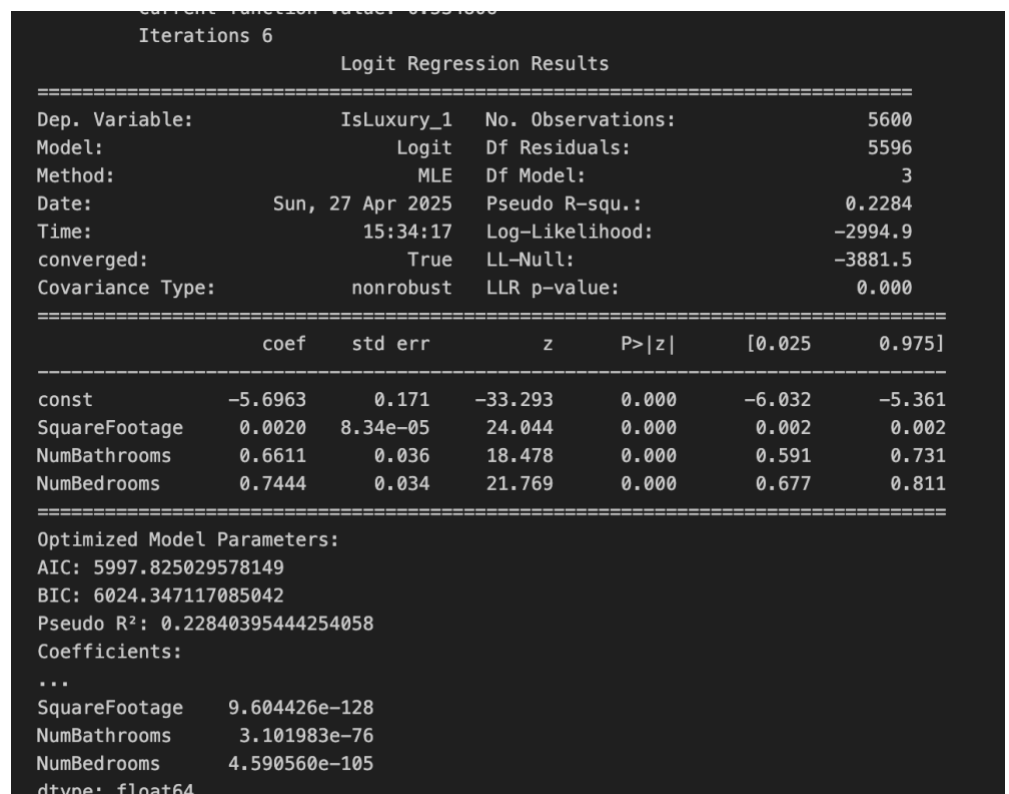 Current function value: 0.534806
Iterations 6
Logit Regression Results
==============================================================================
Dep. Variable: IsLuxury_1 No. Observations: 5600
Model: Logit Df Residuals: 5596
Method: MLE Df Model: 3
Date: Sun, 27 Apr 2025 Pseudo R-squ.: 0.2284
Time: 15:34:17 Log-Likelihood: -2994.9
converged: True LL-Null: -3881.5
Covariance Type: nonrobust LLR p-value: 0.000
=================================================================================
coef std err z P>|z| [0.025 0.975]
---------------------------------------------------------------------------------
const -5.6963 0.171 -33.293 0.000 -6.032 -5.361
SquareFootage 0.0020 8.34e-05 24.044 0.000 0.002 0.002
NumBathrooms 0.6611 0.036 18.478 0.000 0.591 0.731
NumBedrooms 0.7444 0.034 21.769 0.000 0.677 0.811
=================================================================================
Optimized Model Parameters:
AIC: 5997.825029578149
BIC: 6024.347117085042
Pseudo R²: 0.22840395444254058
Coefficients:
...
SquareFootage 9.604426e-128
NumBathrooms 3.101983e-76
NumBedrooms 4.590560e-105
dtype: float64